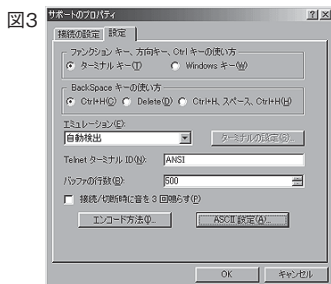 図3
サポートのプロパティ
接続の設定 設定
ファンクション キー、方向キー、Ctrl キーの使い方
ターミナル キー(T) Windows キー(W)
BackSpace キーの使い方
Ctrl+H(C) Delete(D) Ctrl+H、スペース、Ctrl+H(H)
エミュレーション(E):
自動検出 ターミナルの設定(S)...
Telnet ターミナル ID(N): ANSI
バッファの行数(B): 500
接続/切断時に音を 3 回鳴らす(P)
エンコード方法(I)... ASCII 設定(A)...
OK キャンセル